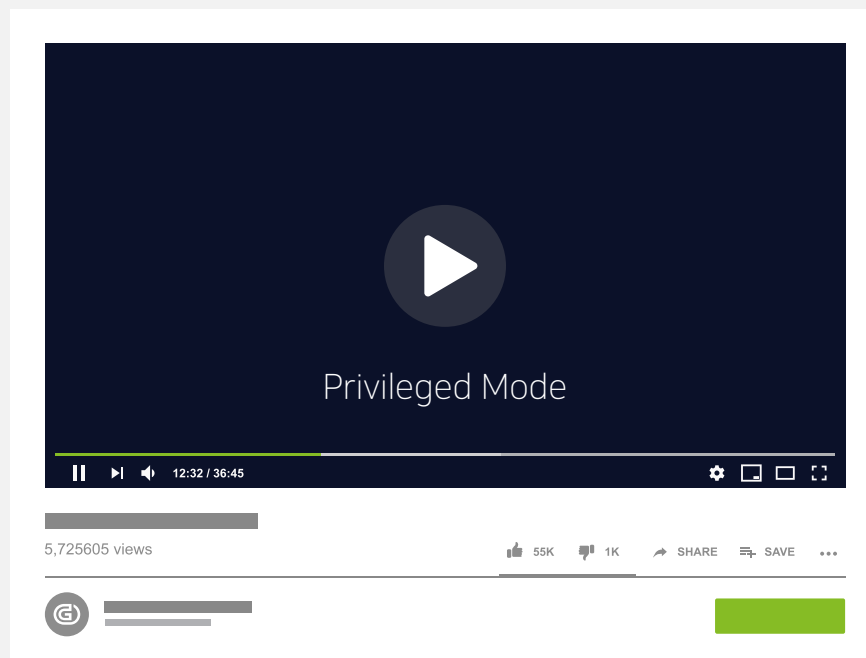 Privileged Mode
12:32 / 36:45
5,725605 views
55K
1K
SHARE
SAVE
G